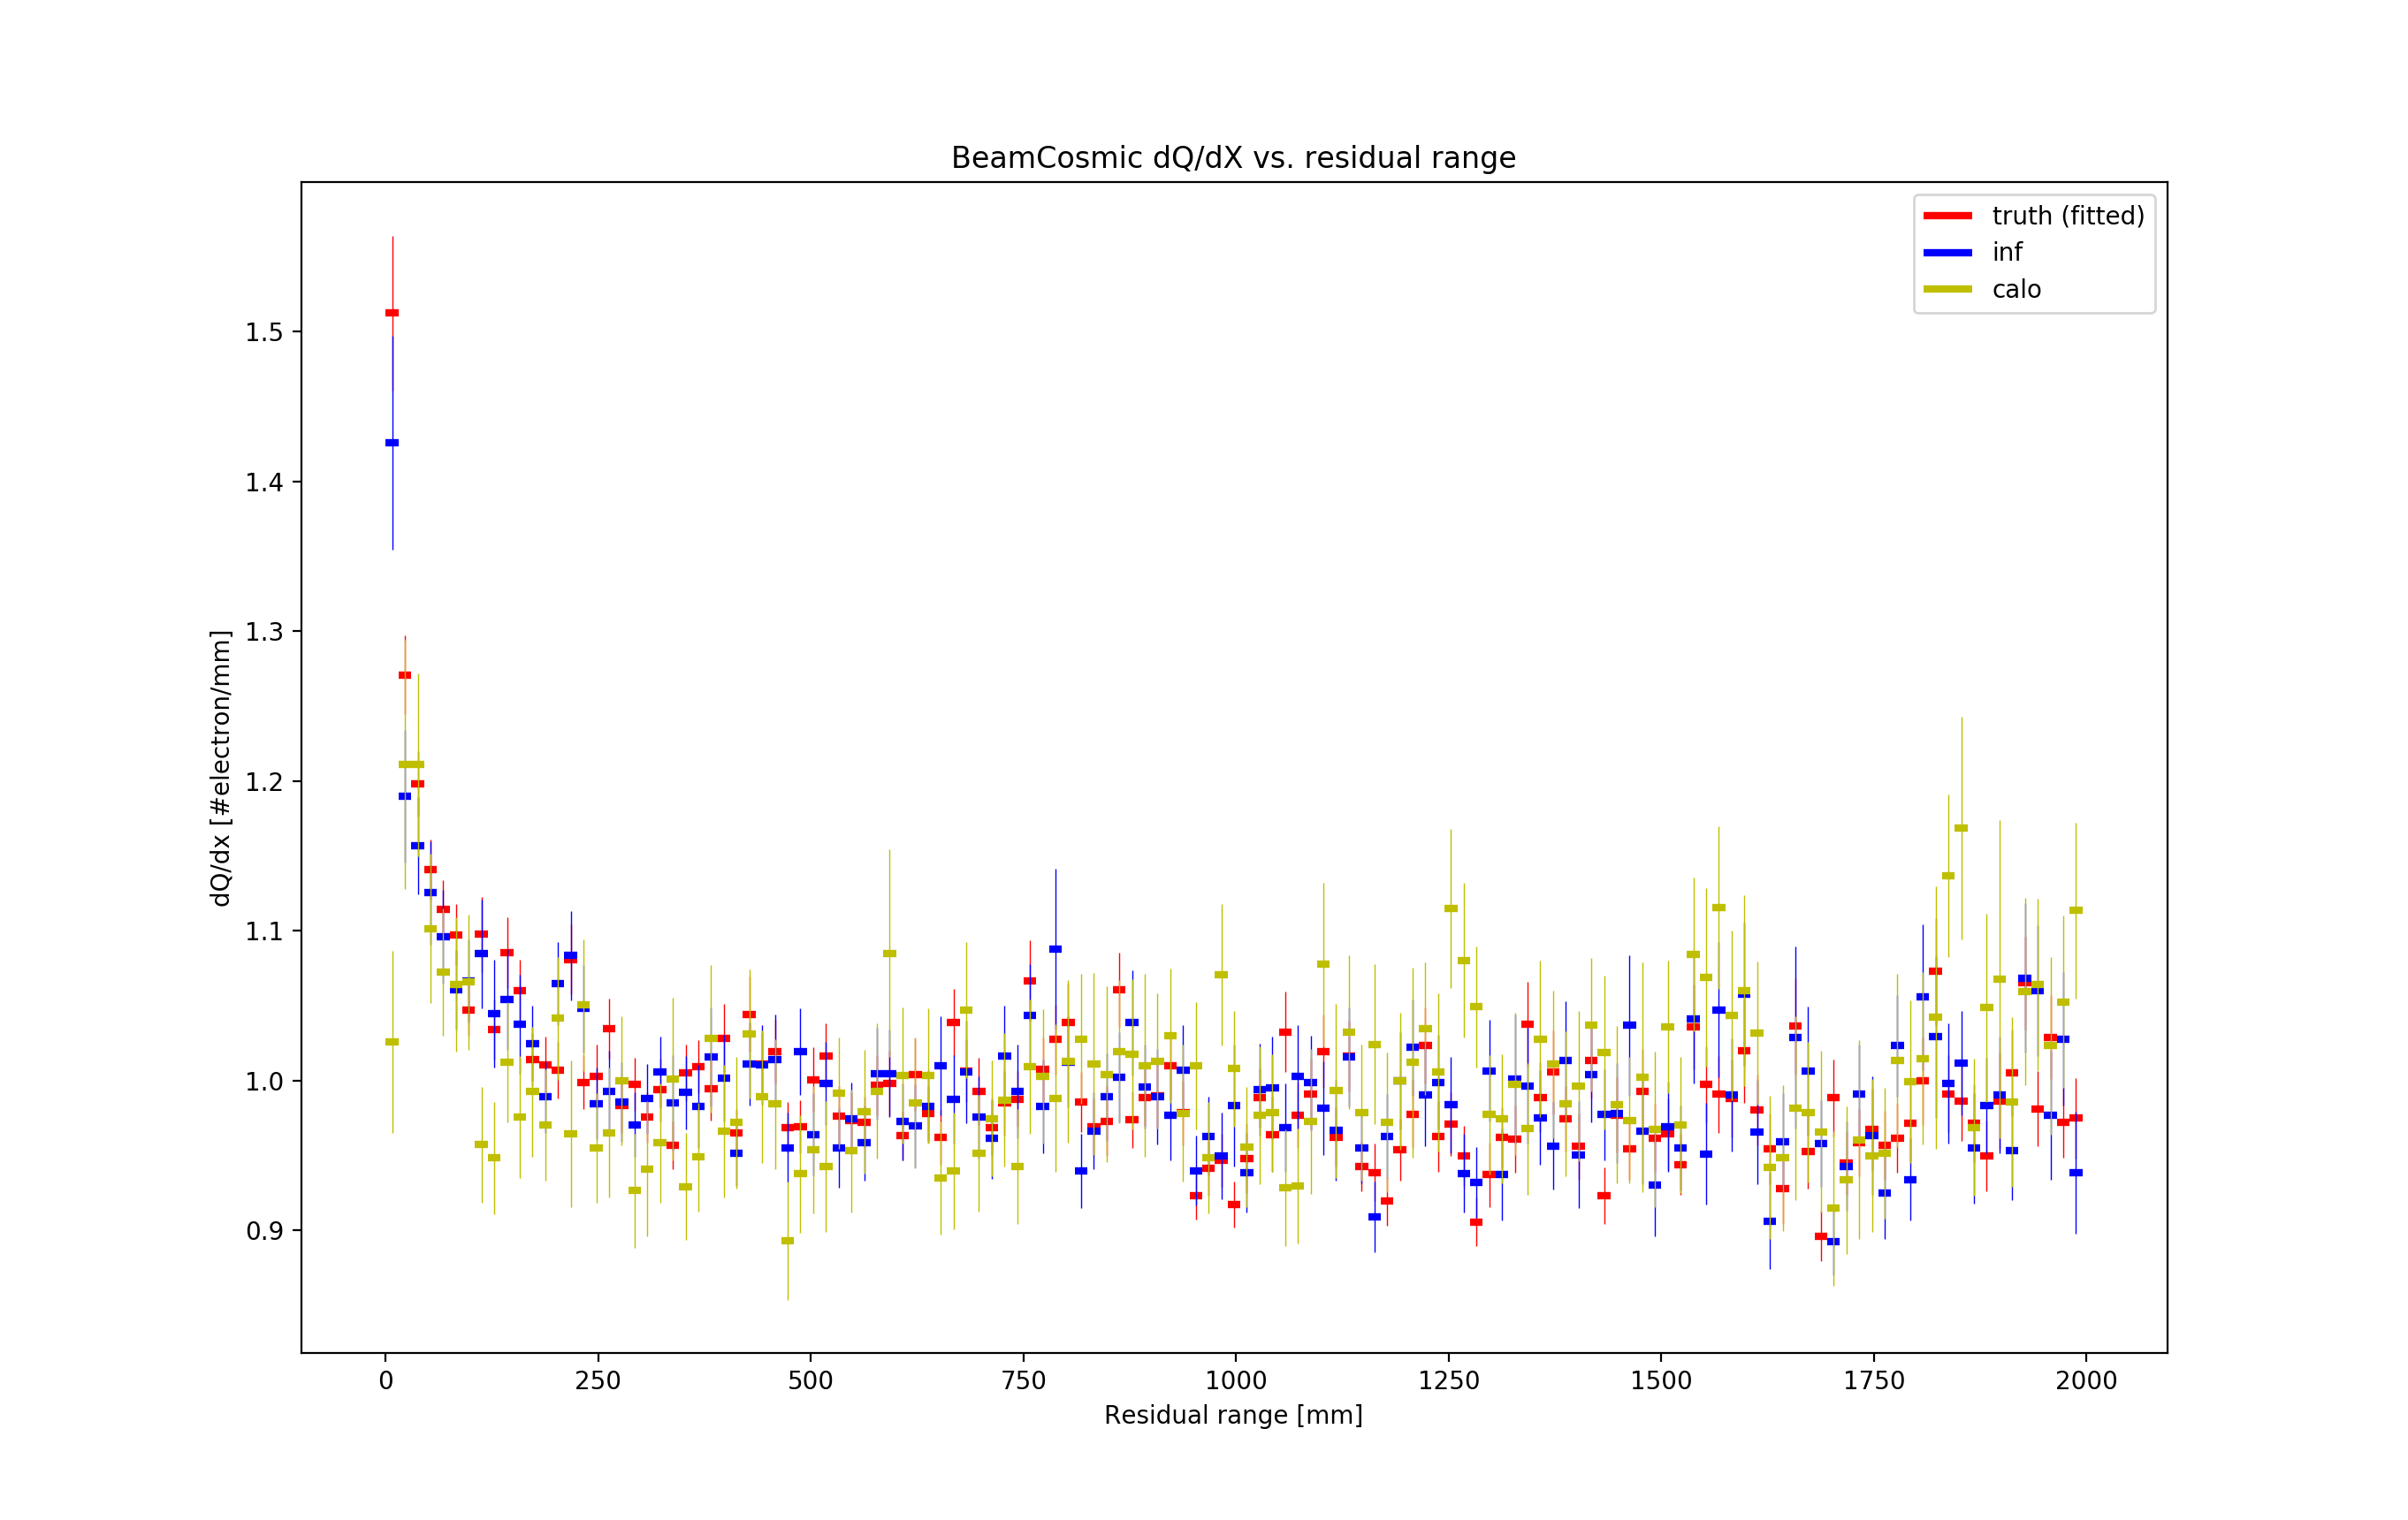 BeamCosmic dQ/dX vs. residual range
truth (fitted)
inf
calo
dQ/dx [#electron/mm]
1.5
1.4
1.3
1.2
1.1
1.0
0.9
0 250 500 750 1000 1250 1500 1750 2000
Residual range [mm]